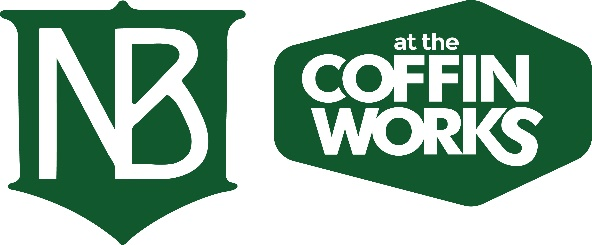 NB
at the
COFFIN
WORKS